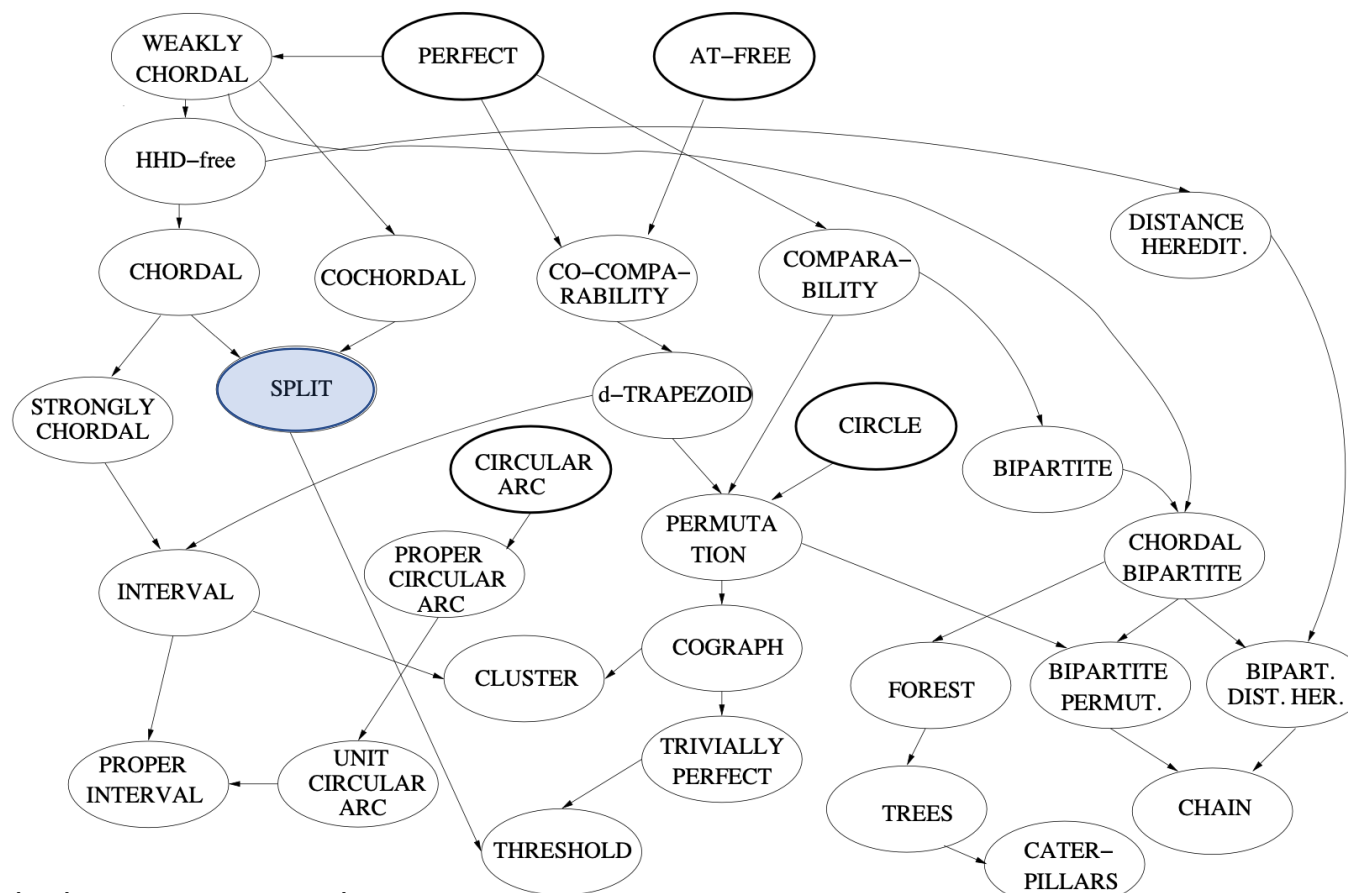 WEAKLY
CHORDAL
PERFECT
AT−FREE
HHD−free
DISTANCE
HEREDIT.
CHORDAL
COCHORDAL
CO−COMPA−
RABILITY
COMPARA−
BILITY
SPLIT
d−TRAPEZOID
STRONGLY
CHORDAL
CIRCLE
CIRCULAR
ARC
BIPARTITE
PERMUTA
TION
CHORDAL
BIPARTITE
PROPER
CIRCULAR
ARC
INTERVAL
COGRAPH
CLUSTER
FOREST
BIPARTITE
PERMUT.
BIPART.
DIST. HER.
PROPER
INTERVAL
UNIT
CIRCULAR
ARC
TRIVIALLY
PERFECT
TREES
CHAIN
THRESHOLD
CATER−
PILLARS